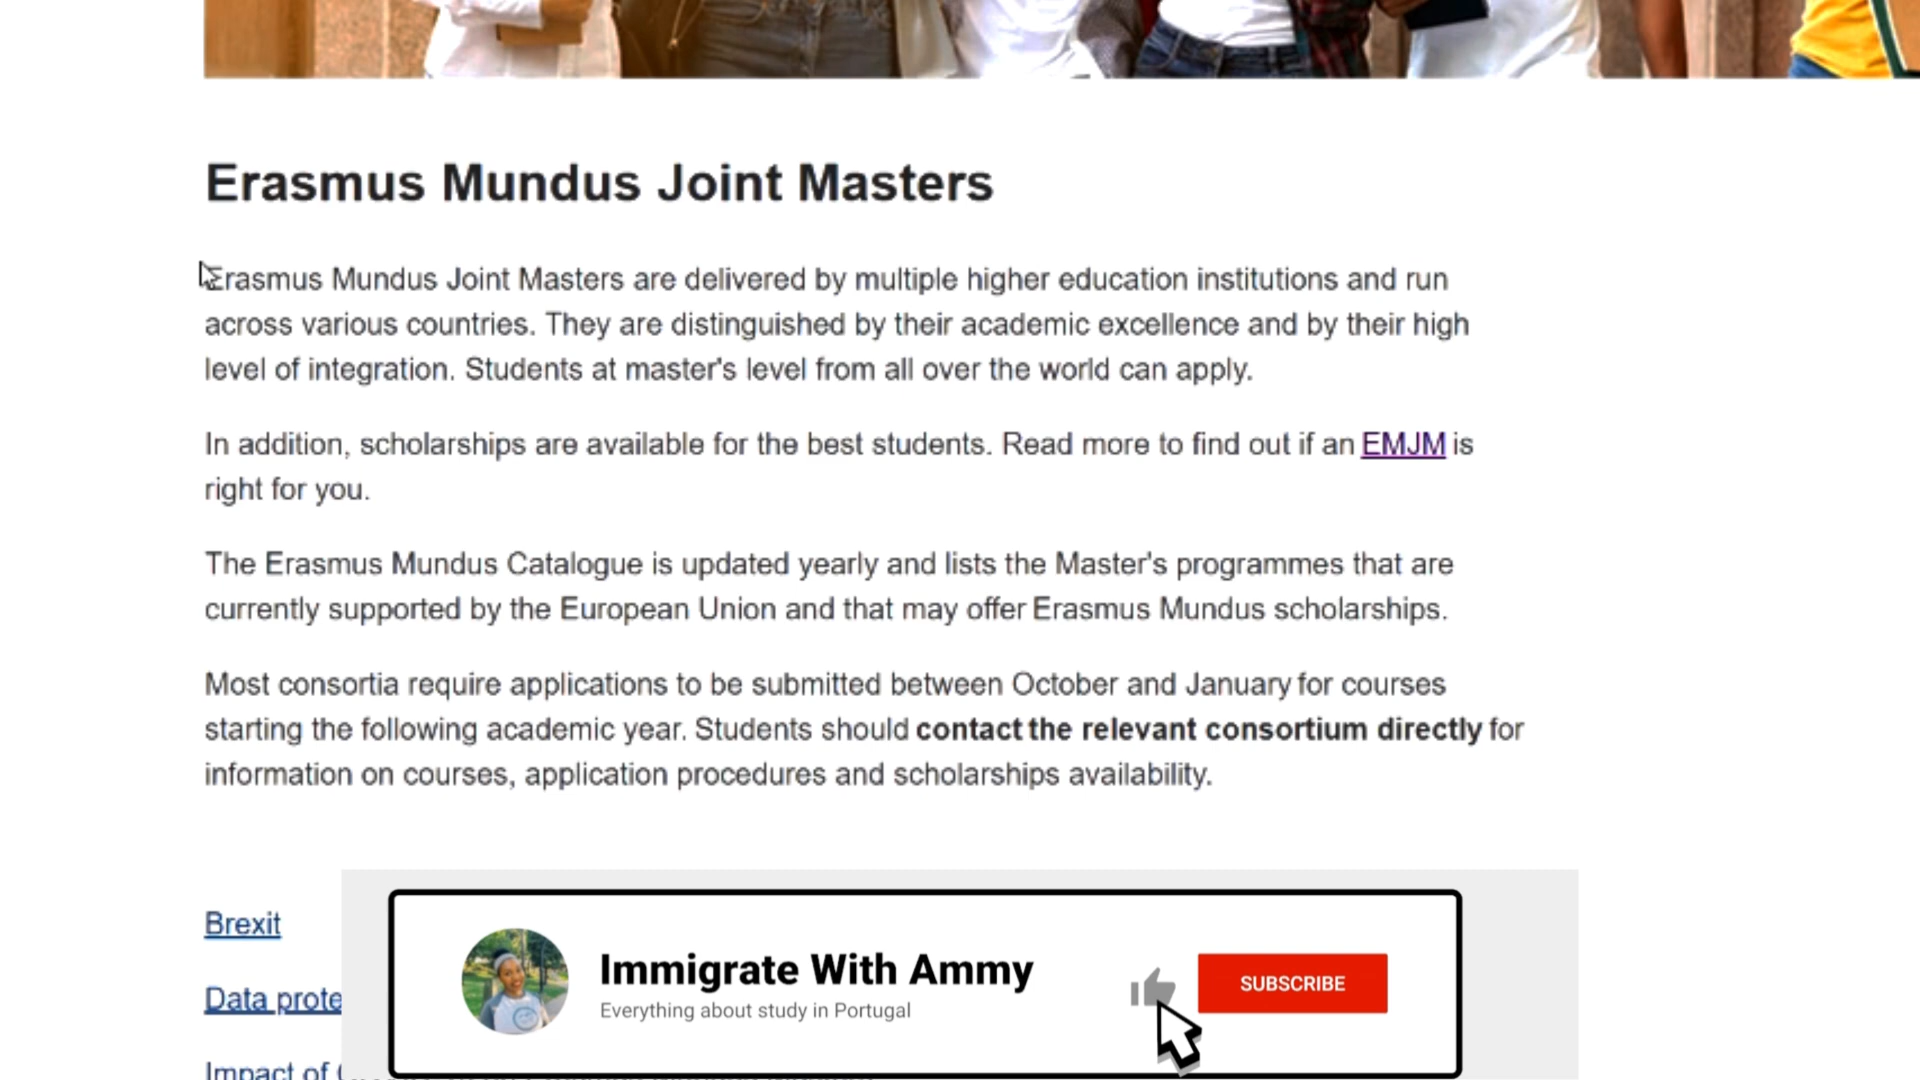 Erasmus Mundus Joint Masters
Erasmus Mundus Joint Masters are delivered by multiple higher education institutions and run
across various countries. They are distinguished by their academic excellence and by their high
level of integration. Students at master's level from all over the world can apply.
In addition, scholarships are available for the best students. Read more to find out if an EMJM is
right for you.
The Erasmus Mundus Catalogue is updated yearly and lists the Master's programmes that are
currently supported by the European Union and that may offer Erasmus Mundus scholarships.
Most consortia require applications to be submitted between October and January for courses
starting the following academic year. Students should contact the relevant consortium directly for
information on courses, application procedures and scholarships availability.
Brexit
Data prote
Impact of
Immigrate With Ammy
Everything about study in Portugal
SUBSCRIBE